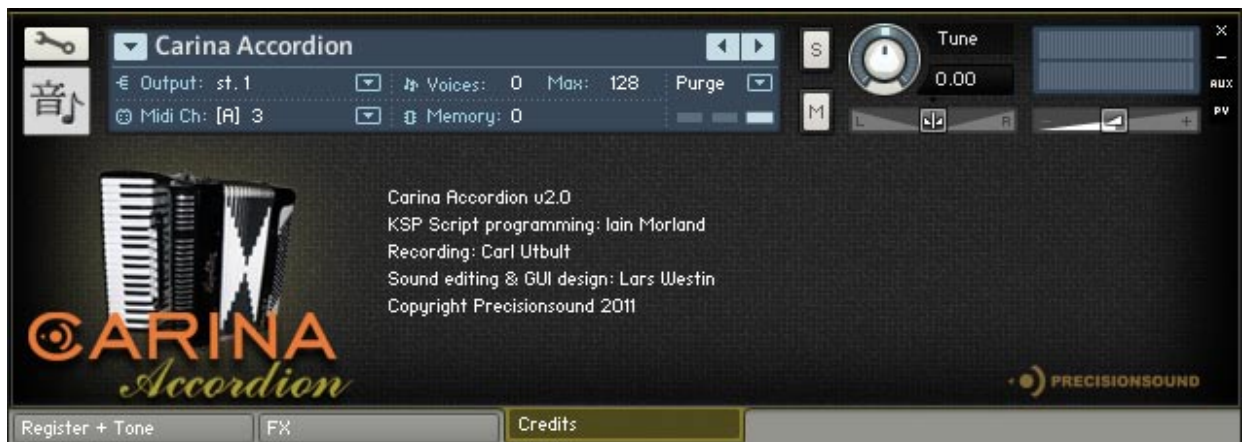 Carina Accordion
Output: st. 1
Voices: 0 Max: 128 Purge
Midi Ch: [A] 3
Memory: 0
S
M
Tune
0.00
L R
- +
×
-
AUX
PV
音
Carina Accordion v2.0
KSP Script programming: Iain Morland
Recording: Carl Utbult
Sound editing & GUI design: Lars Westin
Copyright Precisionsound 2011
CARINA
Accordion
PRECISIONSOUND
Register + Tone
FX
Credits